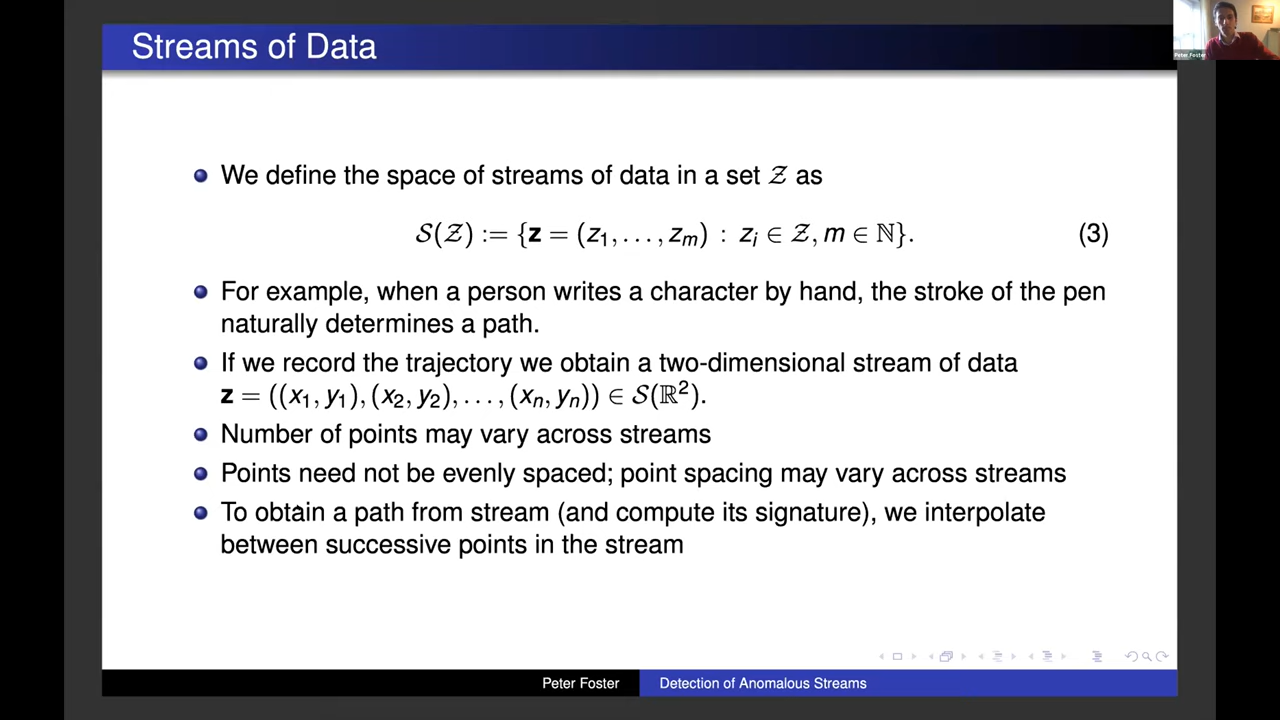 Streams of Data
Peter Foster
We define the space of streams of data in a set 𝒵 as
𝒮(𝒵) := {𝐳 = (z₁, . . . , zₘ) : zᵢ ∈ 𝒵, m ∈ ℕ}. (3)
For example, when a person writes a character by hand, the stroke of the pen
naturally determines a path.
If we record the trajectory we obtain a two-dimensional stream of data
𝐳 = ((x₁, y₁), (x₂, y₂), . . . , (xₙ, yₙ)) ∈ 𝒮(ℝ²).
Number of points may vary across streams
Points need not be evenly spaced; point spacing may vary across streams
To obtain a path from stream (and compute its signature), we interpolate
between successive points in the stream
Peter Foster Detection of Anomalous Streams